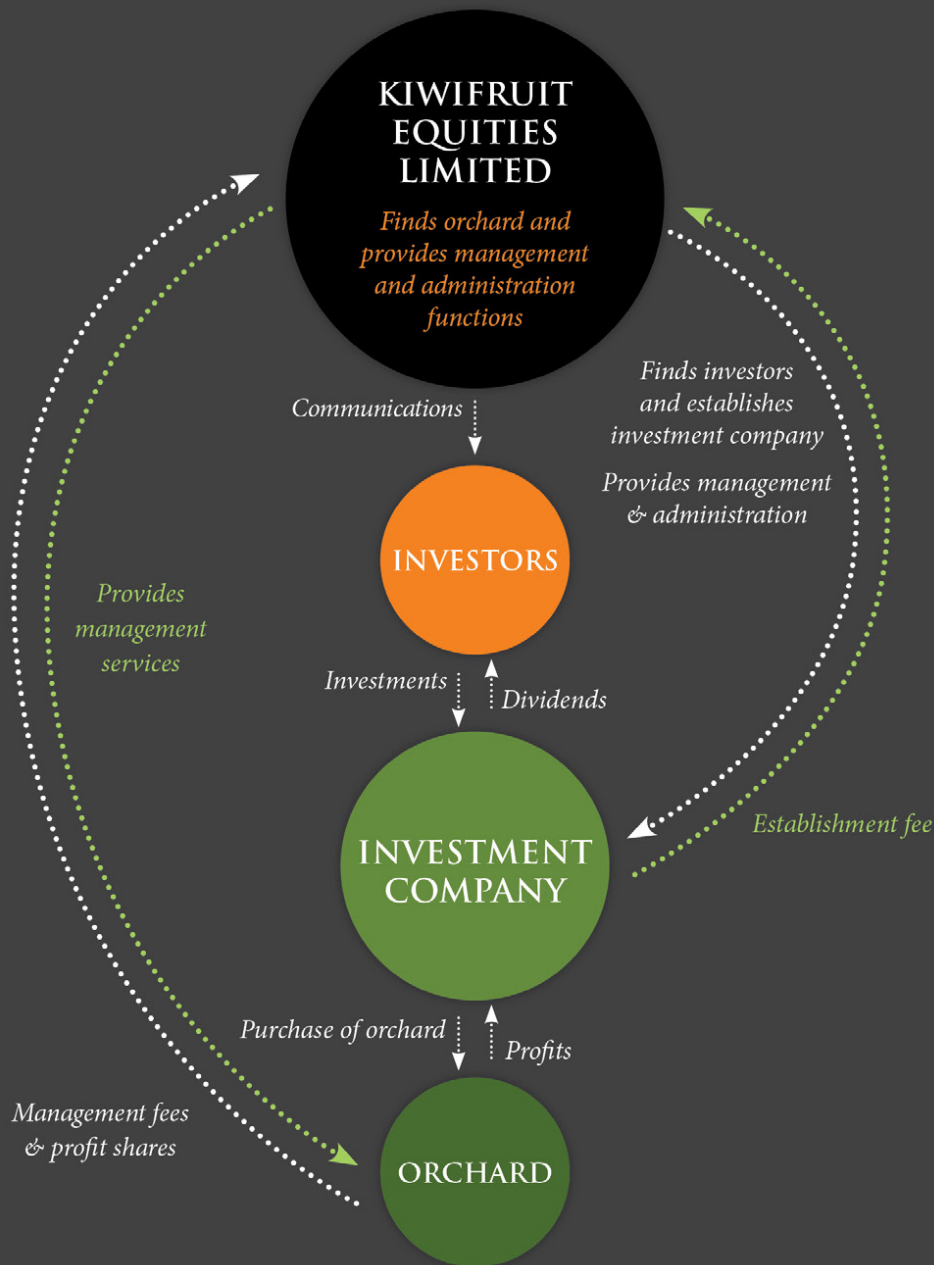 KIWIFRUIT
EQUITIES
LIMITED
Finds orchard and
provides management
and administration
functions
Communications
Finds investors
and establishes
investment company
Provides management
& administration
INVESTORS
Provides
management
services
Investments
Dividends
Establishment fee
INVESTMENT
COMPANY
Purchase of orchard
Profits
Management fees
& profit shares
ORCHARD